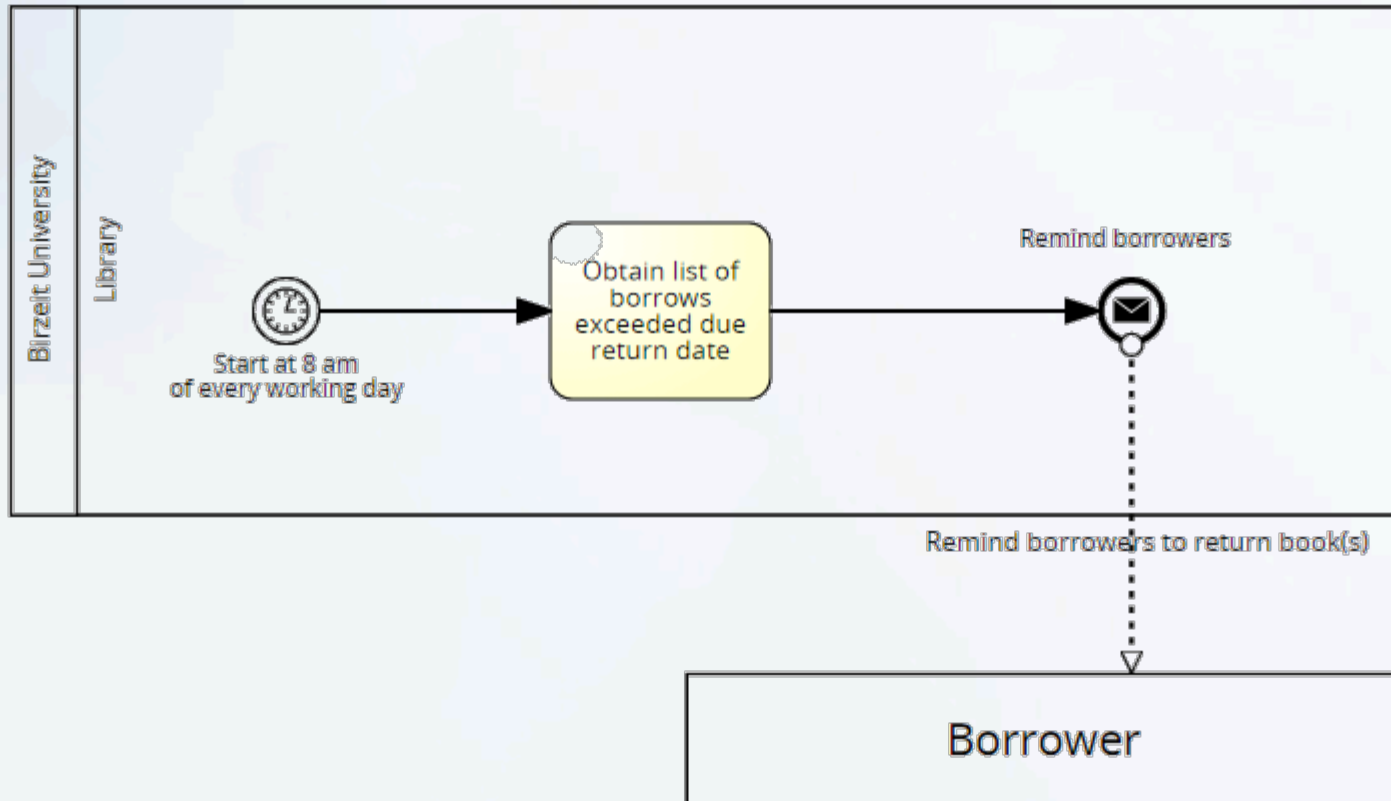 Birzeit University
Library
Start at 8 am
of every working day
Obtain list of
borrows
exceeded due
return date
Remind borrowers
Remind borrowers to return book(s)
Borrower